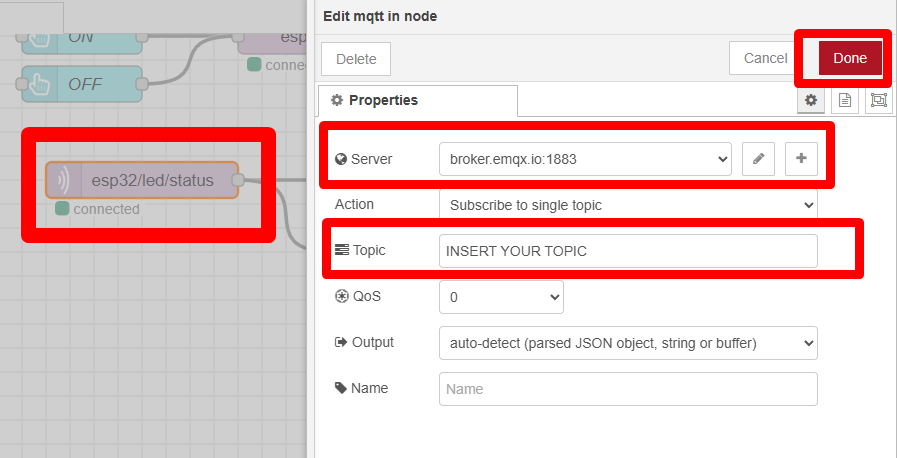 Edit mqtt in node
ON
esp
connec
OFF
Delete
Cancel
Done
Properties
esp32/led/status
connected
Server
broker.emqx.io:1883
Action
Subscribe to single topic
Topic
INSERT YOUR TOPIC
QoS
0
Output
auto-detect (parsed JSON object, string or buffer)
Name
Name